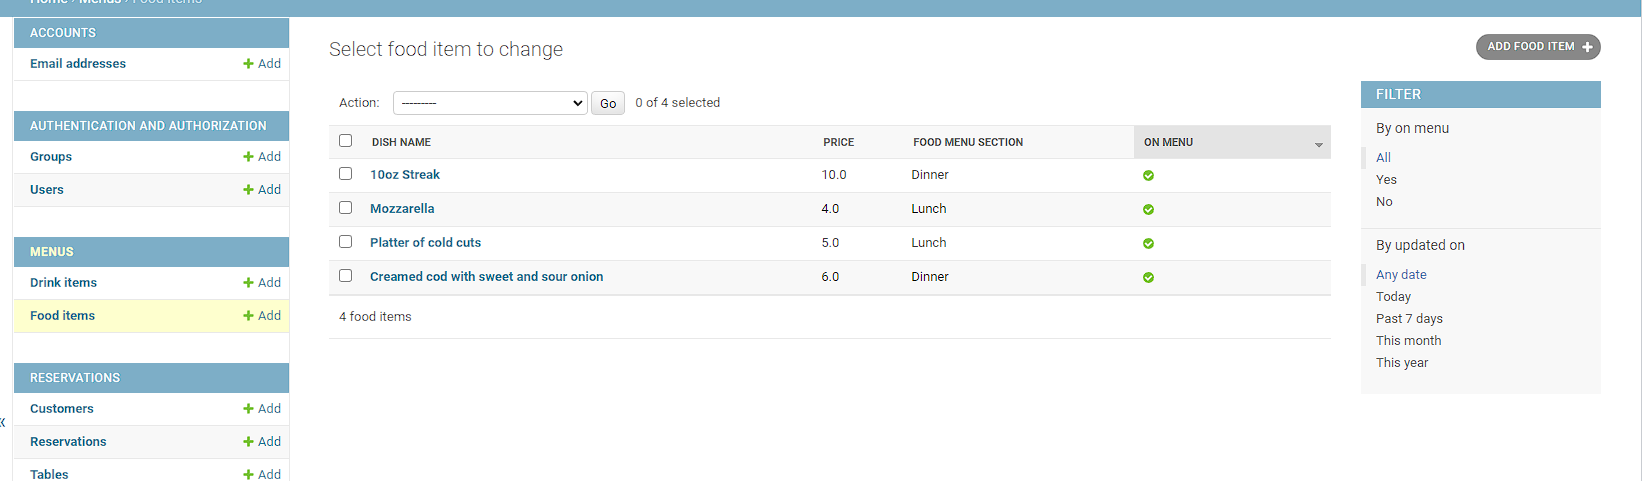 Home › Menus › Food items
ACCOUNTS
Email addresses + Add
AUTHENTICATION AND AUTHORIZATION
Groups + Add
Users + Add
MENUS
Drink items + Add
Food items + Add
RESERVATIONS
Customers + Add
Reservations + Add
Tables + Add
«
Select food item to change
ADD FOOD ITEM +
Action: --------- Go 0 of 4 selected
DISH NAME PRICE FOOD MENU SECTION ON MENU
10oz Streak 10.0 Dinner
Mozzarella 4.0 Lunch
Platter of cold cuts 5.0 Lunch
Creamed cod with sweet and sour onion 6.0 Dinner
4 food items
FILTER
By on menu
All
Yes
No
By updated on
Any date
Today
Past 7 days
This month
This year